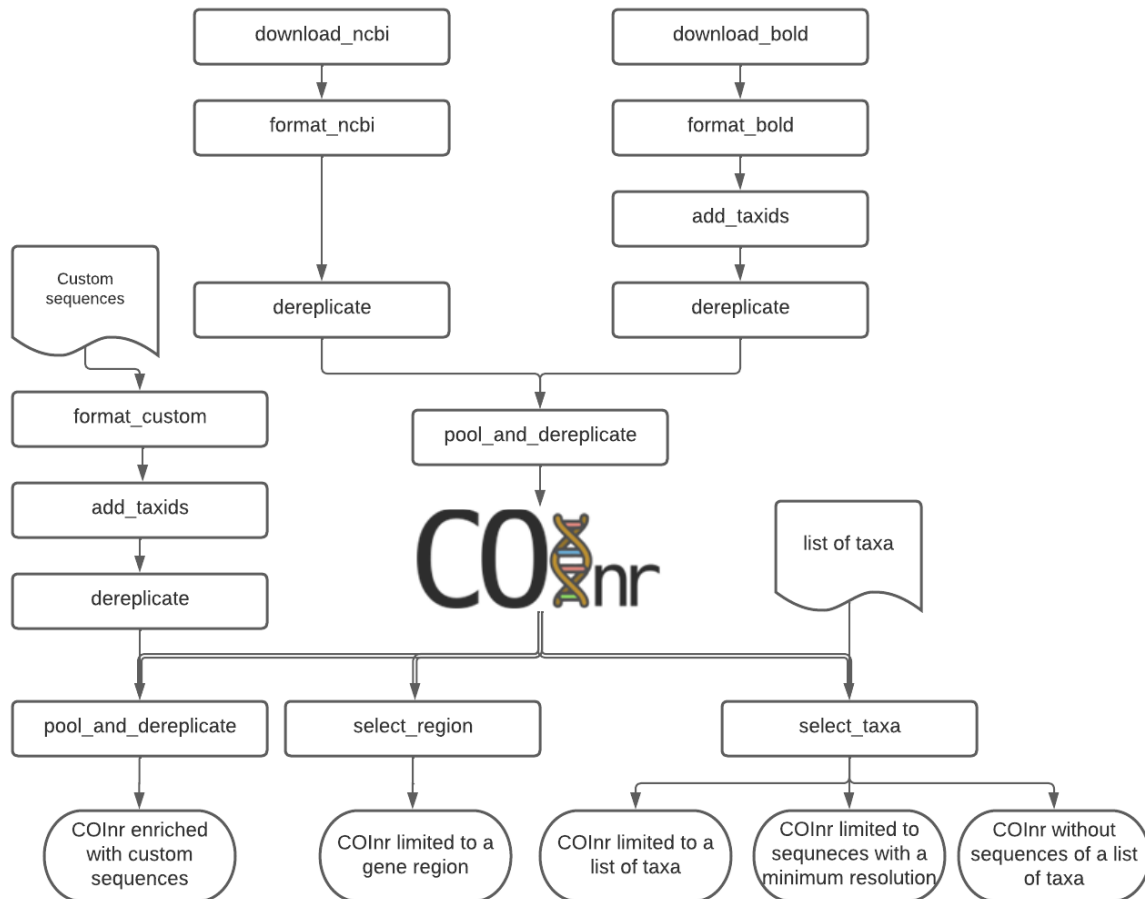 download_ncbi
download_bold
format_ncbi
format_bold
add_taxids
Custom
sequences
dereplicate
dereplicate
format_custom
pool_and_dereplicate
add_taxids
COInr
list of taxa
dereplicate
pool_and_dereplicate
select_region
select_taxa
COInr enriched
with custom
sequences
COInr limited to a
gene region
COInr limited to a
list of taxa
COInr limited to
sequneces with a
minimum resolution
COInr without
sequences of a list
of taxa